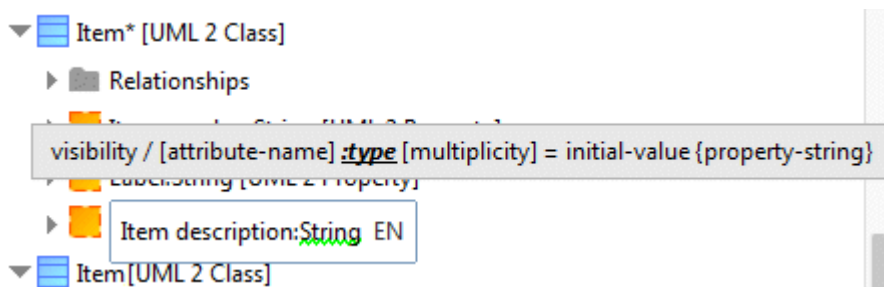 Item* [UML 2 Class]
Relationships
visibility / [attribute-name] :type [multiplicity] = initial-value {property-string}
Label:String [UML 2 Property]
Item description:String EN
Item[UML 2 Class]